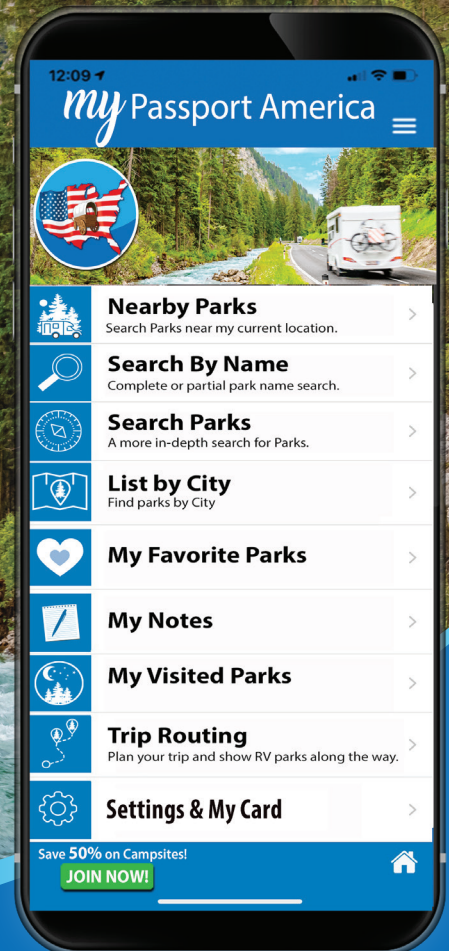 12:09
my Passport America
Nearby Parks
Search Parks near my current location.
Search By Name
Complete or partial park name search.
Search Parks
A more in-depth search for Parks.
List by City
Find parks by City
My Favorite Parks
My Notes
My Visited Parks
Trip Routing
Plan your trip and show RV parks along the way.
Settings & My Card
Save 50% on Campsites!
JOIN NOW!